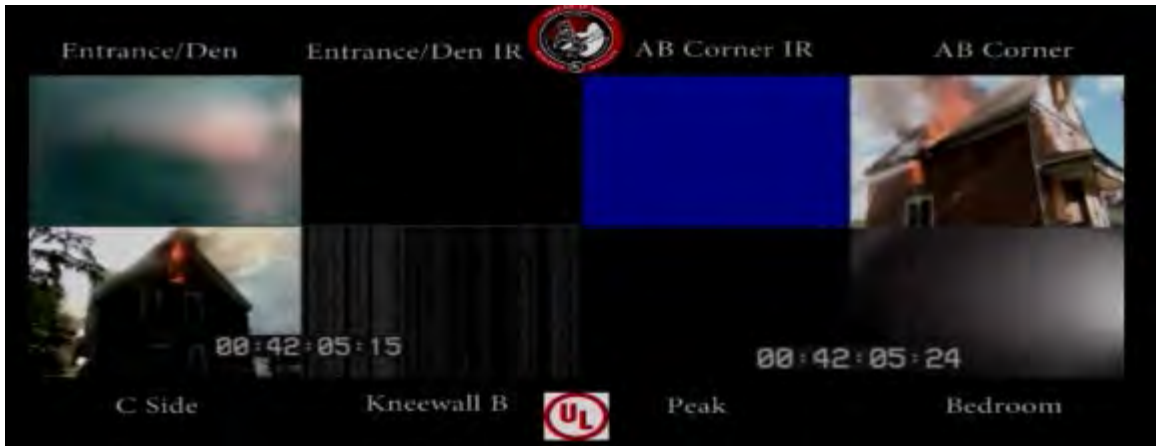 Entrance/Den
Entrance/Den IR
AB Corner IR
AB Corner
00:42:05:15
00:42:05:24
C Side
Kneewall B
UL
Peak
Bedroom